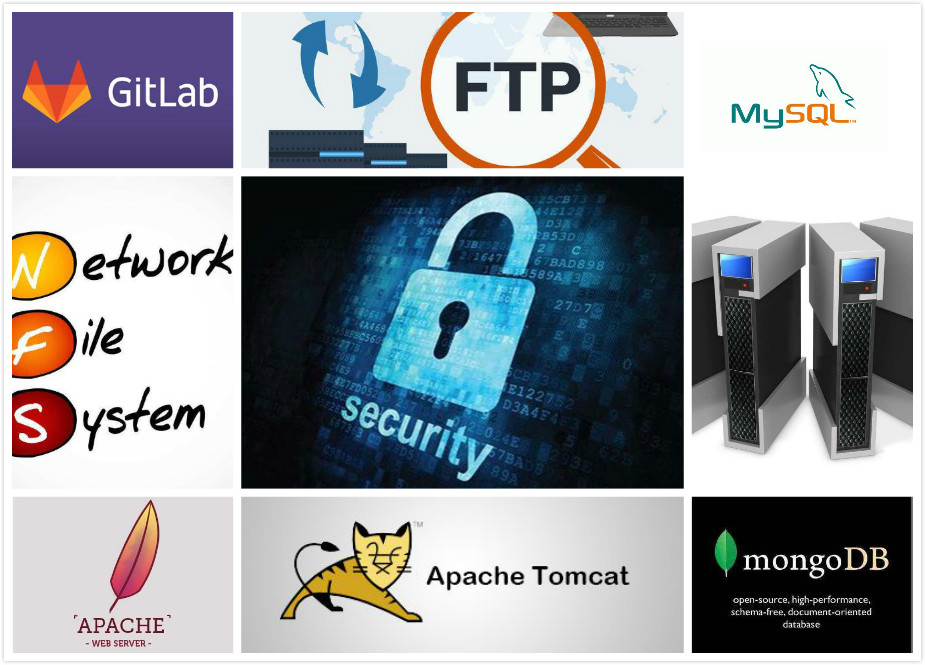 GitLab
FTP
MySQL
Network
File
System
security
APACHE
- WEB SERVER -
Apache Tomcat
TM
mongoDB
open-source, high-performance,
schema-free, document-oriented
database